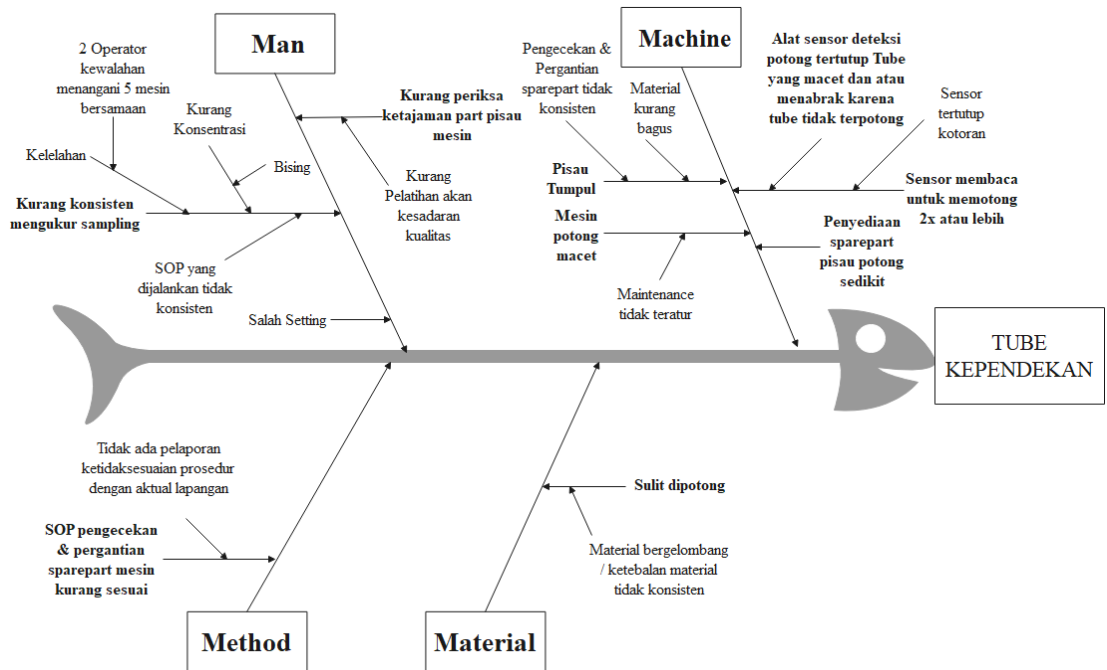 Man
2 Operator
kewalahan
menangani 5 mesin
bersamaan
Kurang
Konsentrasi
Kelelahan
Bising
Kurang konsisten
mengukur sampling
SOP yang
dijalankan tidak
konsisten
Salah Setting
Kurang periksa
ketajaman part pisau
mesin
Kurang
Pelatihan akan
kesadaran
kualitas
Machine
Pengecekan &
Pergantian
sparepart tidak
konsisten
Material
kurang
bagus
Pisau
Tumpul
Mesin
potong
macet
Maintenance
tidak teratur
Alat sensor deteksi
potong tertutup Tube
yang macet dan atau
menabrak karena
tube tidak terpotong
Sensor
tertutup
kotoran
Sensor membaca
untuk memotong
2x atau lebih
Penyediaan
sparepart
pisau potong
sedikit
TUBE
KEPENDEKAN
Tidak ada pelaporan
ketidaksesuaian prosedur
dengan aktual lapangan
SOP pengecekan
& pergantian
sparepart mesin
kurang sesuai
Method
Sulit dipotong
Material bergelombang
/ ketebalan material
tidak konsisten
Material